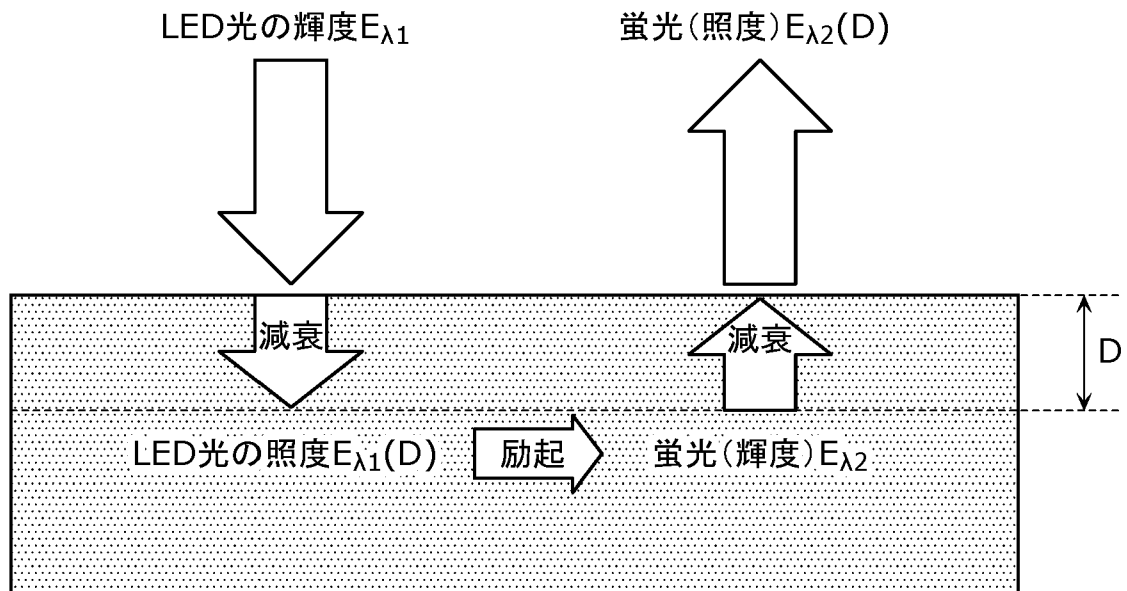 LED光の輝度Eλ1
蛍光(照度)Eλ2(D)
減衰
減衰
D
LED光の照度Eλ1(D)
励起
蛍光(輝度)Eλ2